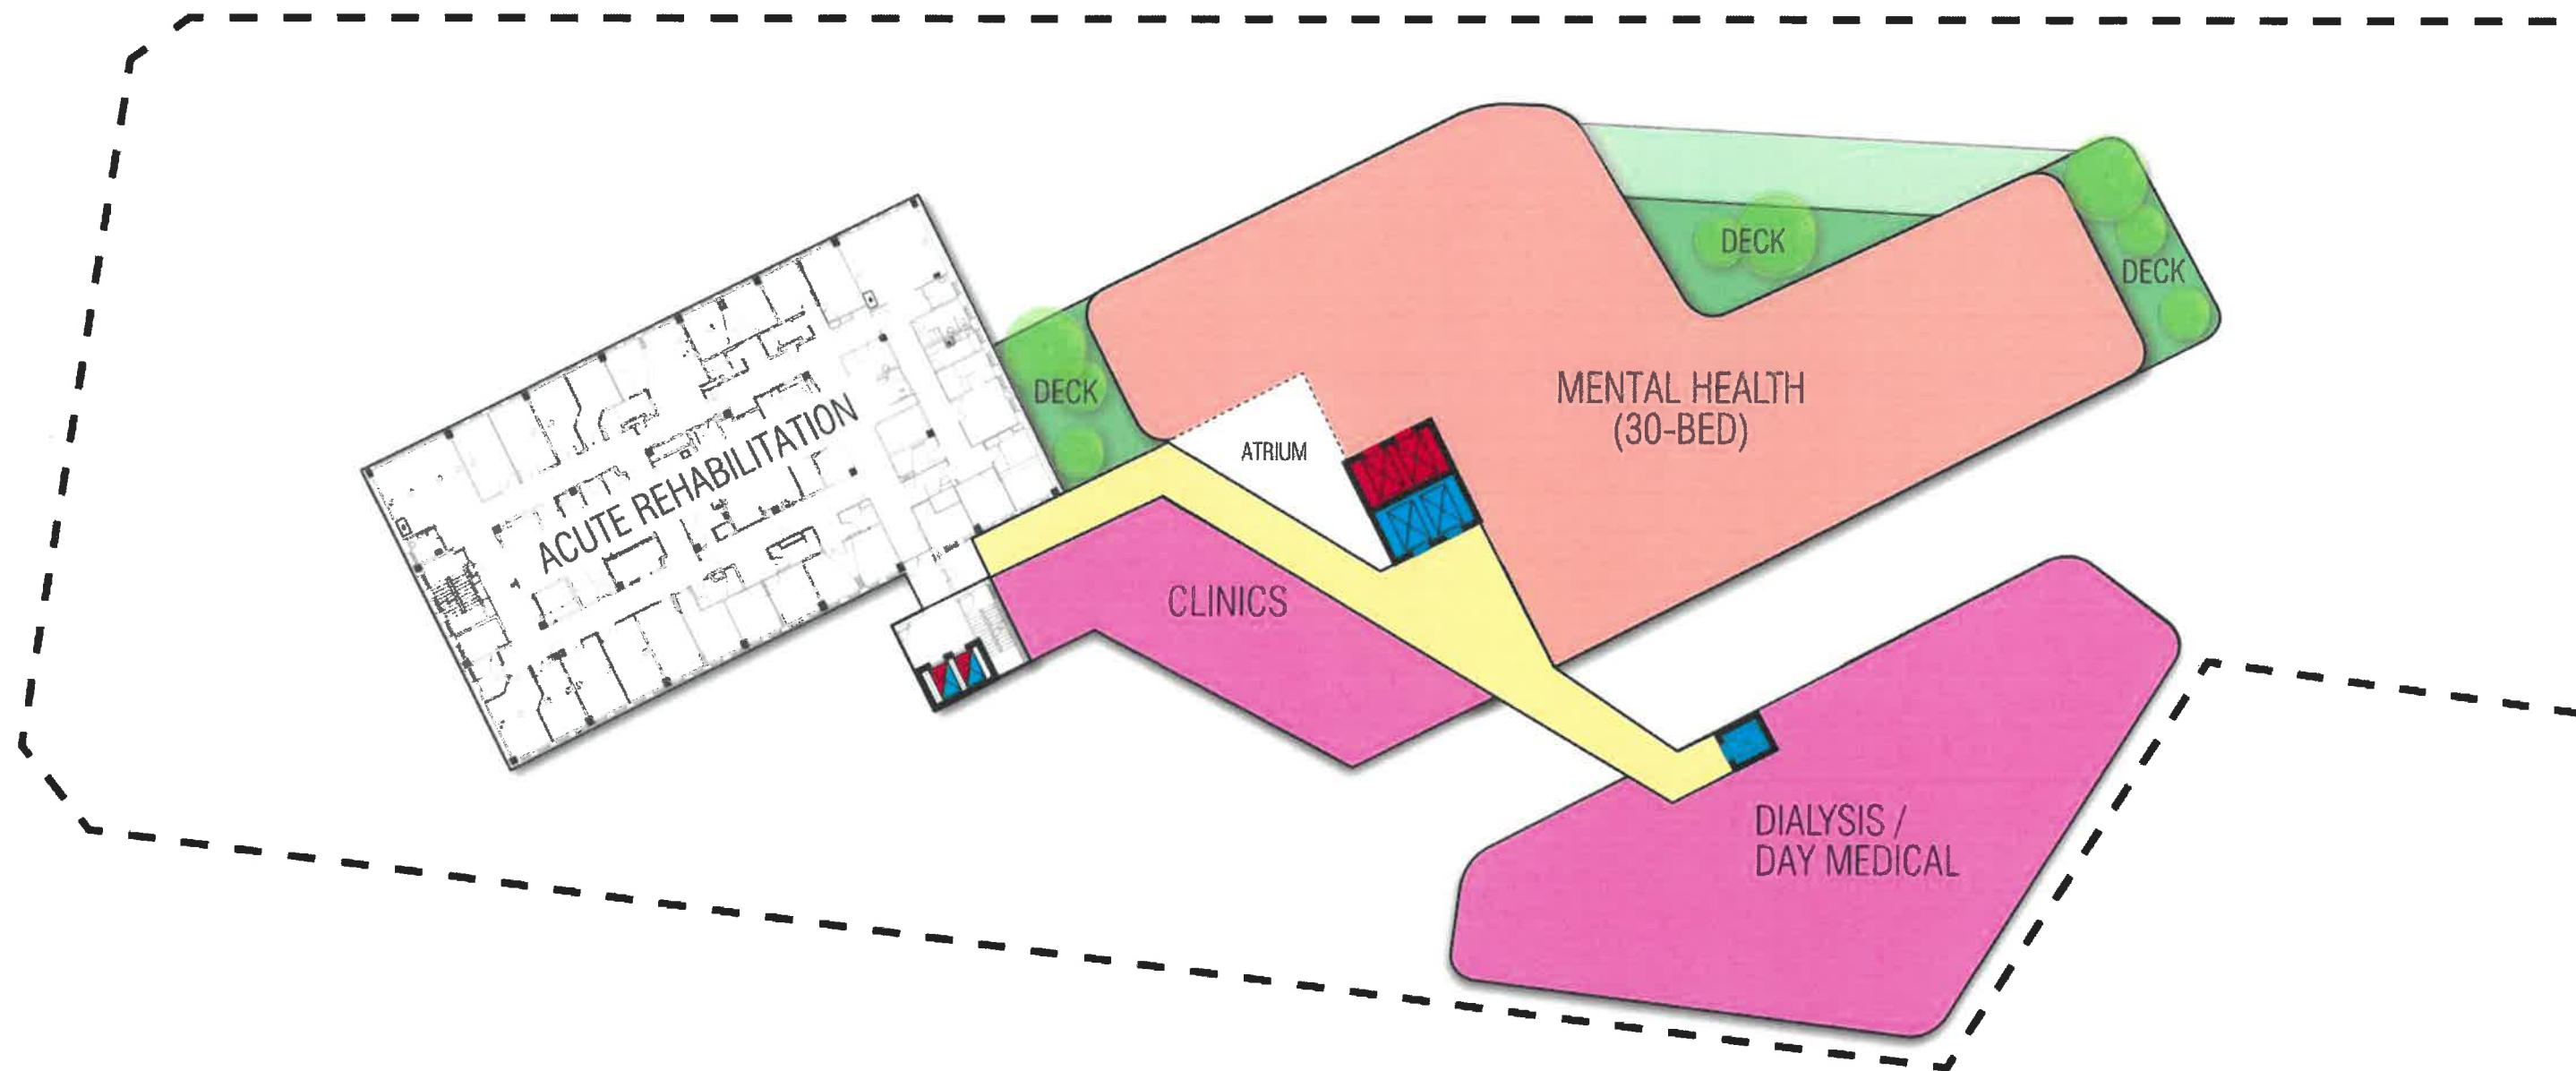 ACUTE REHABILITATION
DECK
ATRIUM
DECK
DECK
MENTAL HEALTH
(30-BED)
CLINICS
DIALYSIS /
DAY MEDICAL